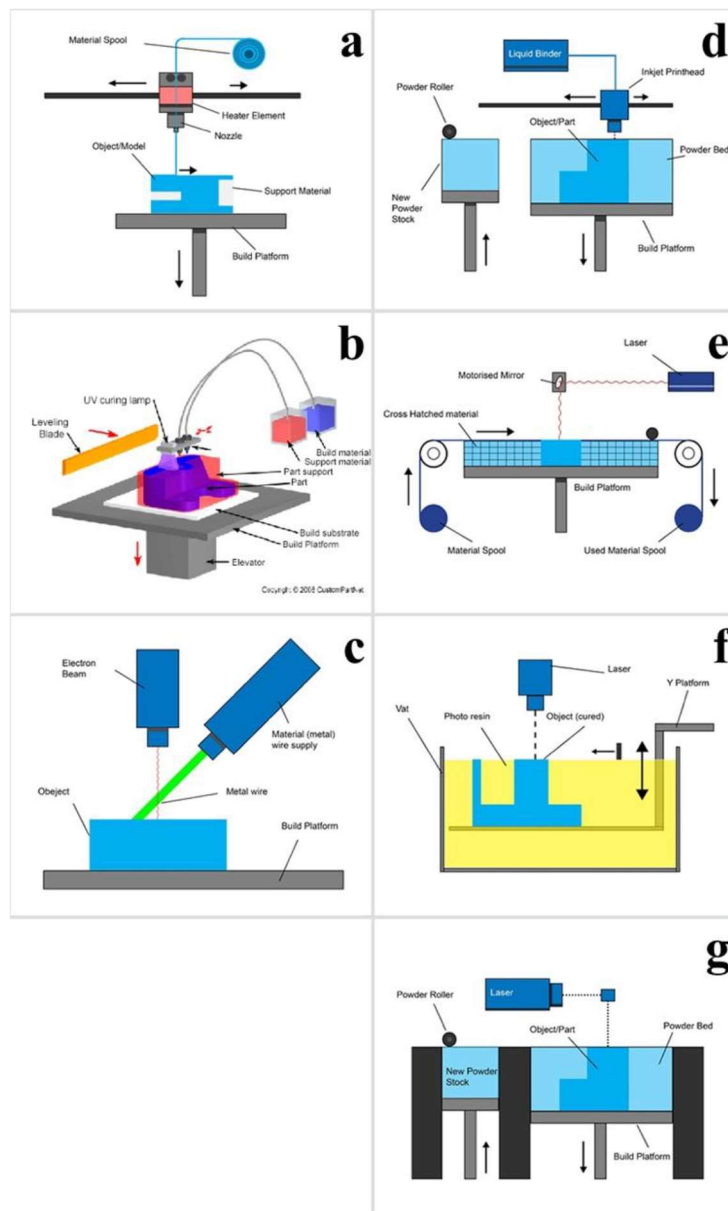 a
Material Spool
Heater Element
Nozzle
Object/Model
Support Material
Build Platform
d
Liquid Binder
Inkjet Printhead
Powder Roller
Object/Part
Powder Bed
New
Powder
Stock
Build Platform
b
UV curing lamp
Leveling
Blade
Build material
Support material
Part support
Part
Build substrate
Build Platform
Elevator
Copyright © 2008 CustomPartNet
e
Laser
Motorised Mirror
Cross Hatched material
Build Platform
Material Spool
Used Material Spool
c
Electron
Beam
Material (metal)
wire supply
Metal wire
Obeject
Build Platform
f
Laser
Y Platform
Vat
Photo resin
Object (cured)
g
Powder Roller
Laser
Object/Part
Powder Bed
New Powder
Stock
Build Platform